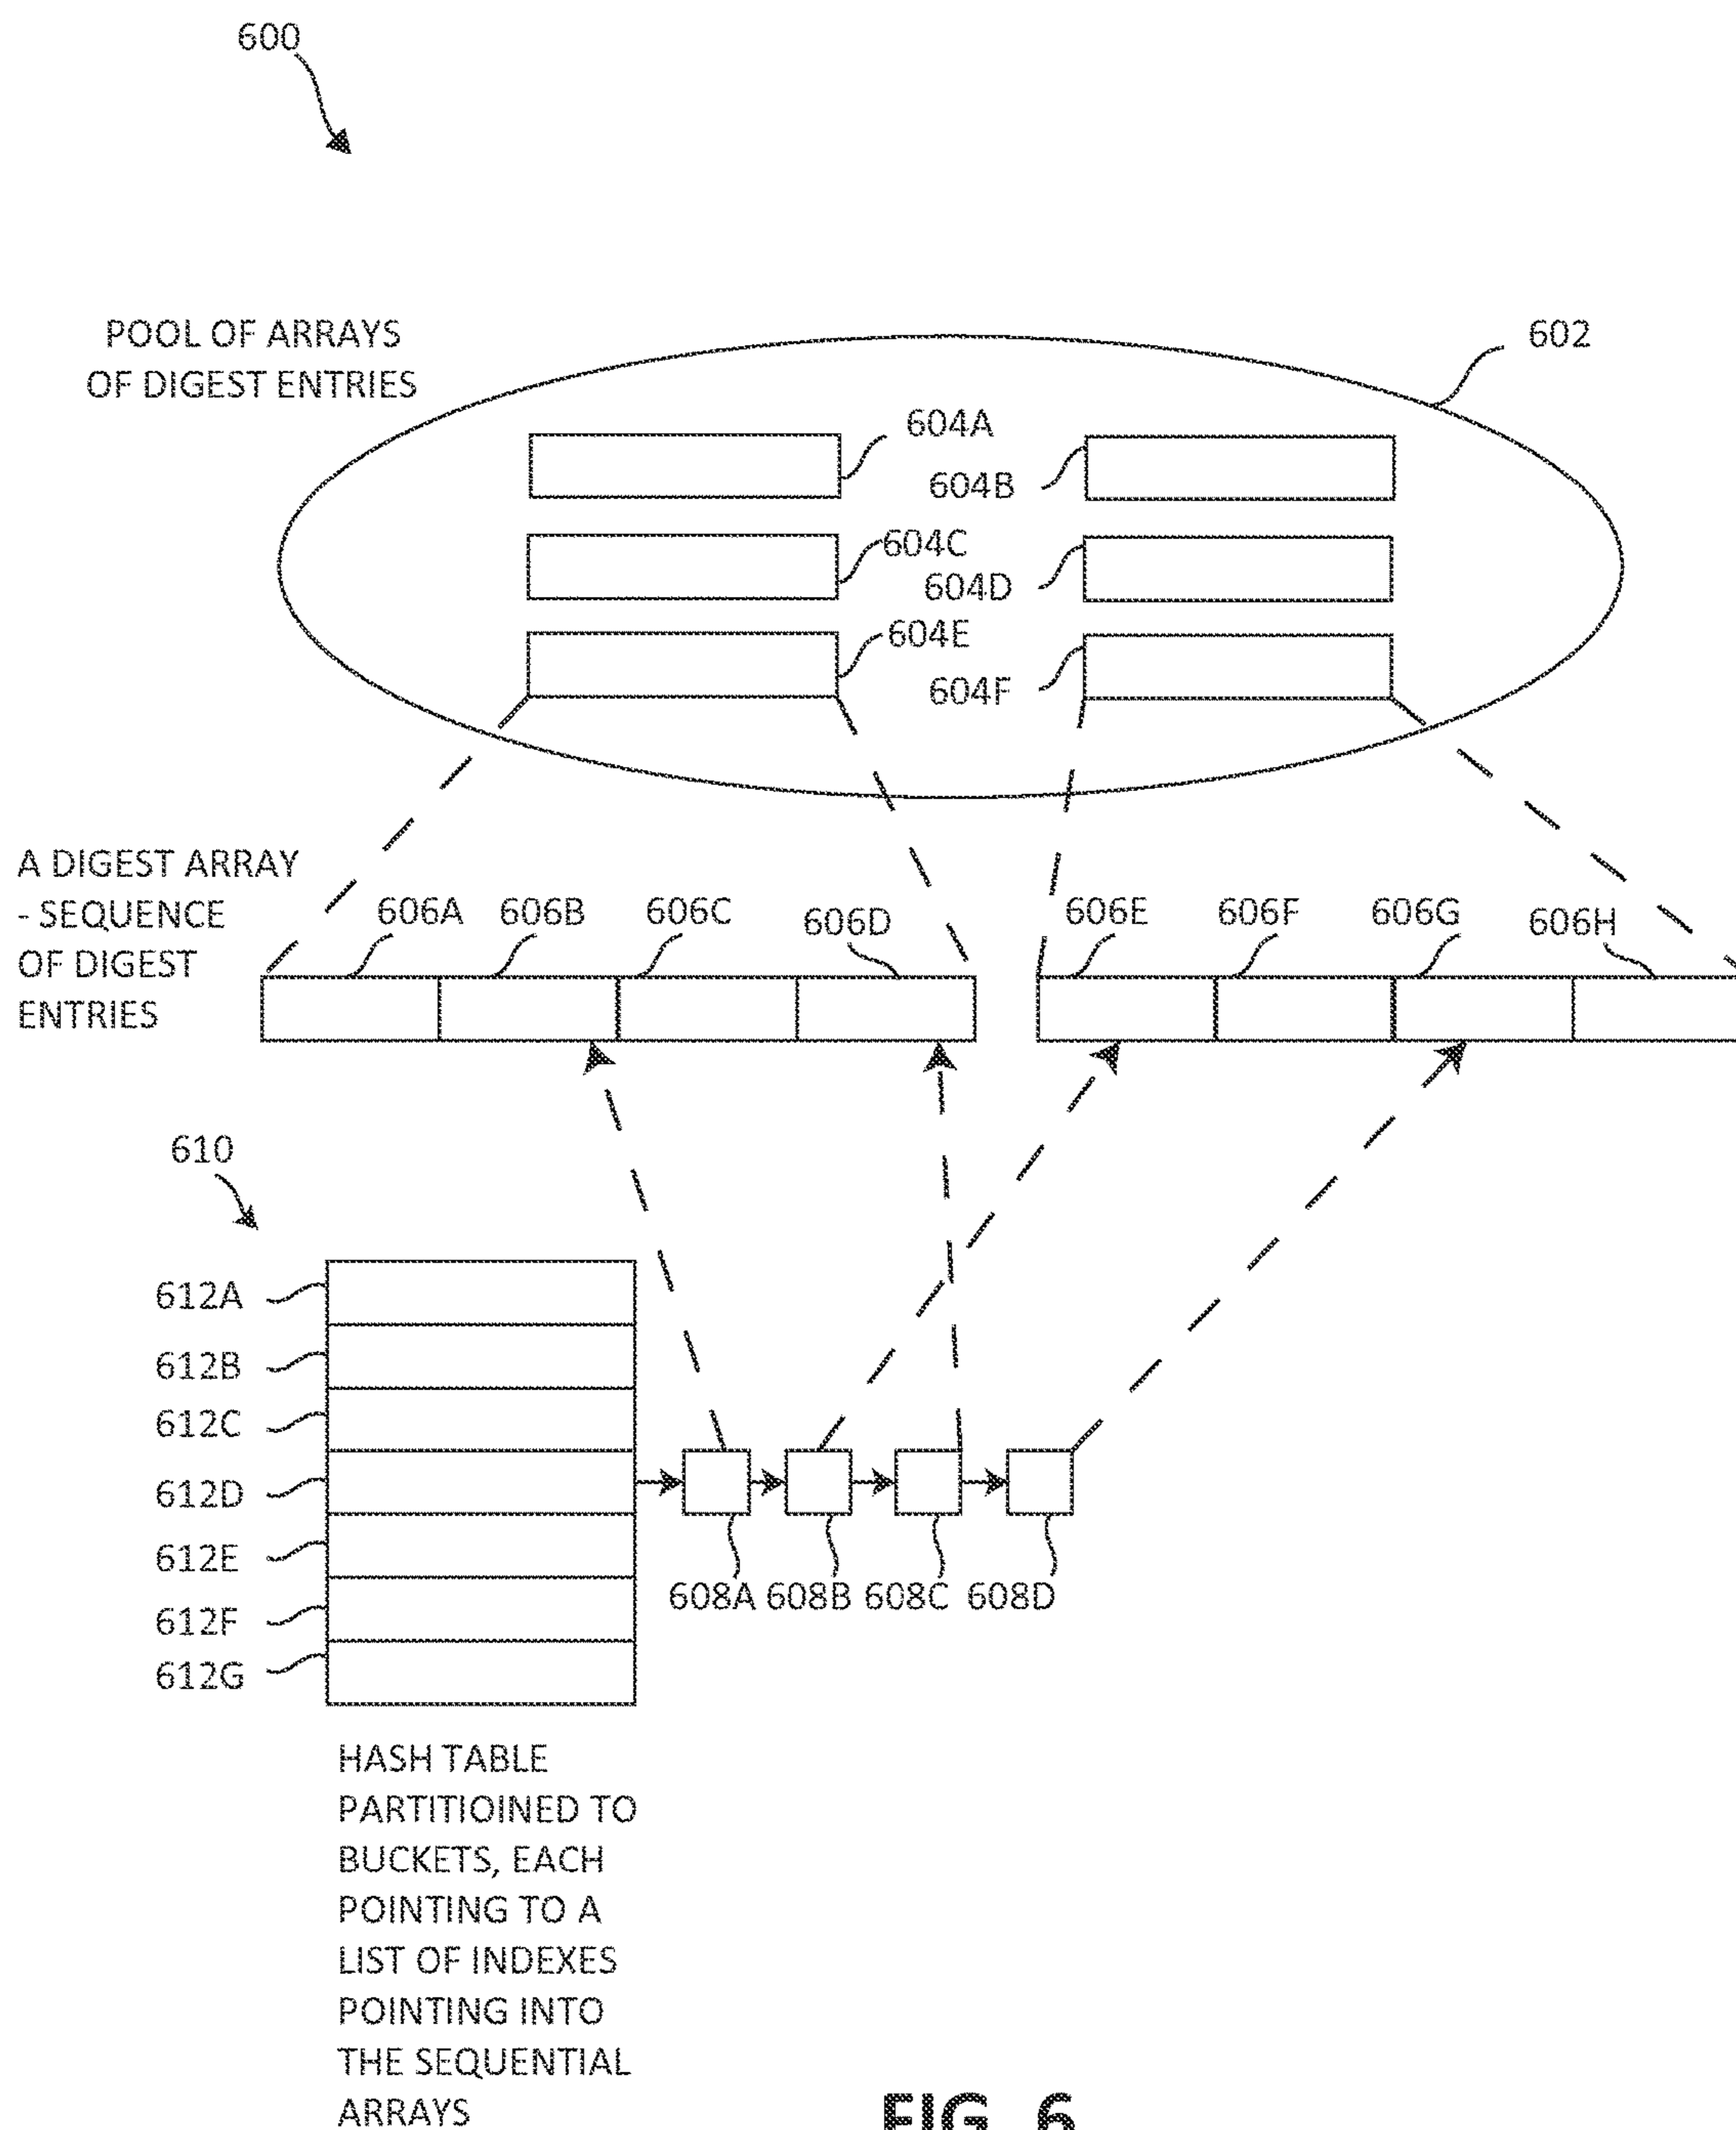 600
POOL OF ARRAYS
OF DIGEST ENTRIES
602
604A
604B
604C
604D
604E
604F
A DIGEST ARRAY
- SEQUENCE
OF DIGEST
ENTRIES
606A 606B 606C 606D 606E 606F 606G 606H
610
612A
612B
612C
612D
612E
612F
612G
608A 608B 608C 608D
HASH TABLE
PARTITIOINED TO
BUCKETS, EACH
POINTING TO A
LIST OF INDEXES
POINTING INTO
THE SEQUENTIAL
ARRAYS
FIG. 6